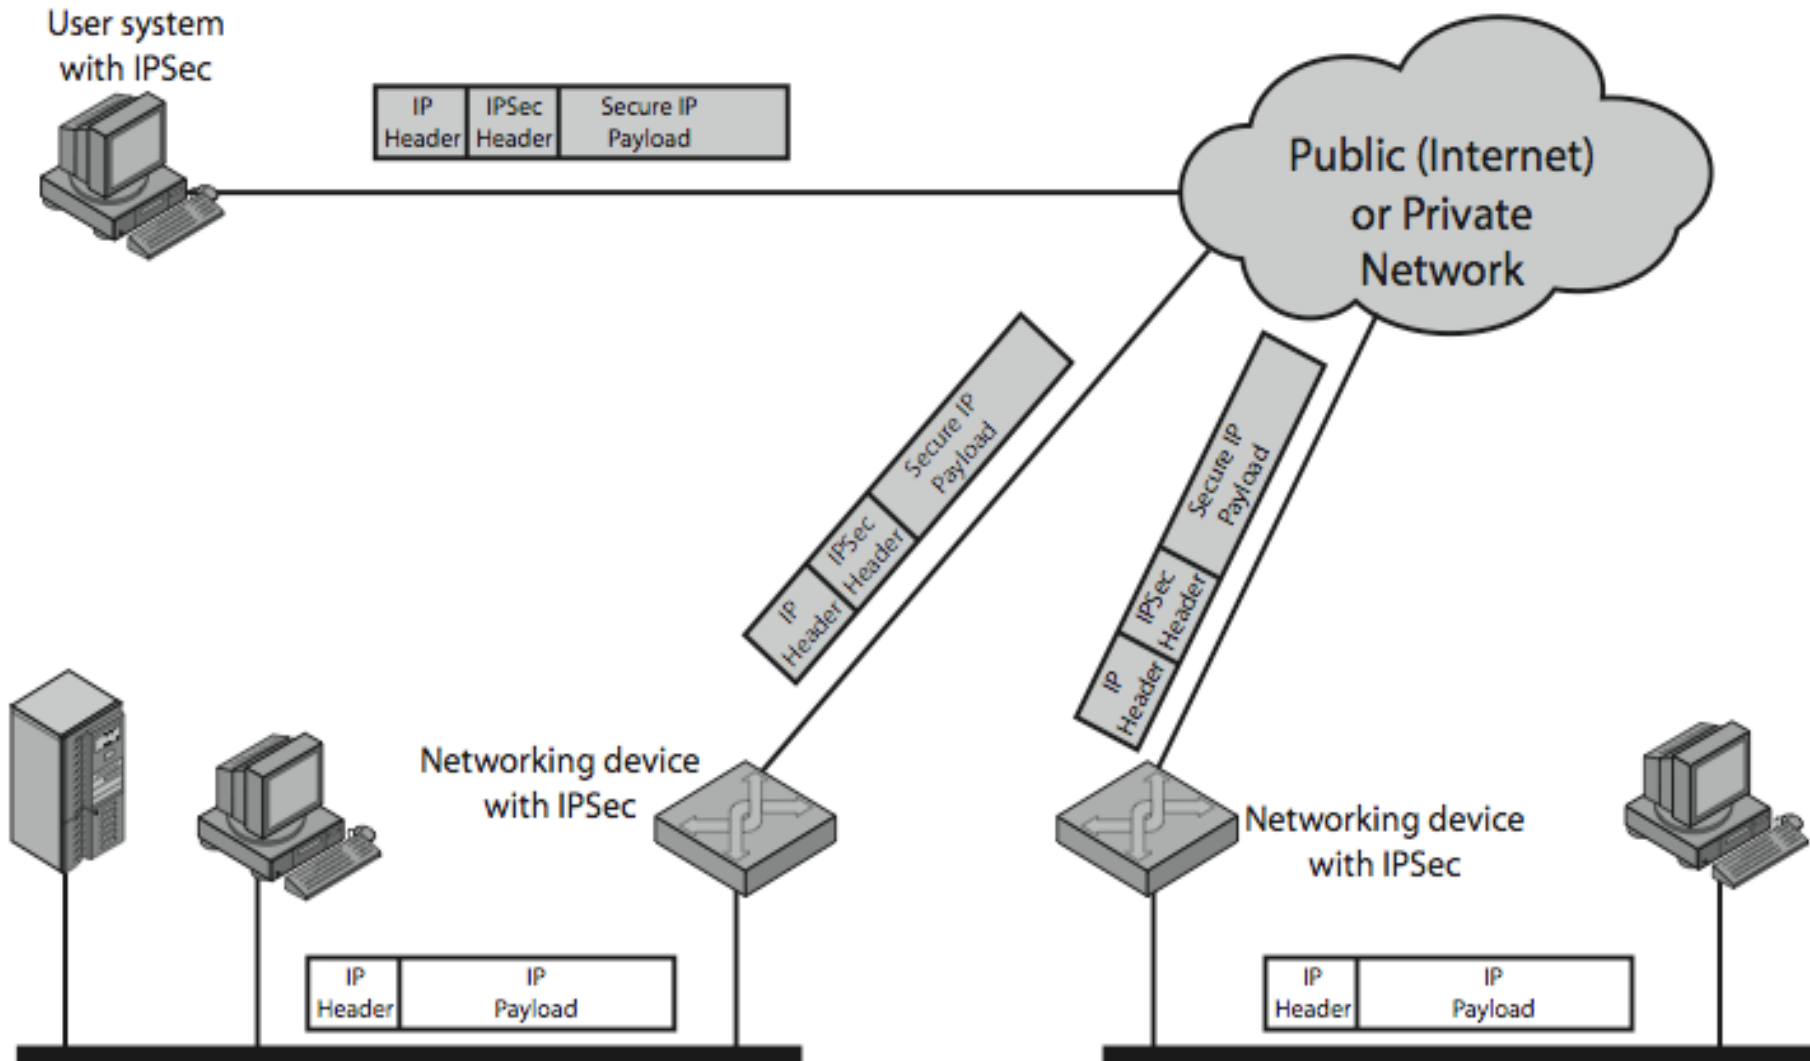 User system
with IPSec
IP
Header
IPSec
Header
Secure IP
Payload
Public (Internet)
or Private
Network
IP
Header
IPSec
Header
Secure IP
Payload
IP
Header
IPSec
Header
Secure IP
Payload
Networking device
with IPSec
Networking device
with IPSec
IP
Header
IP
Payload
IP
Header
IP
Payload